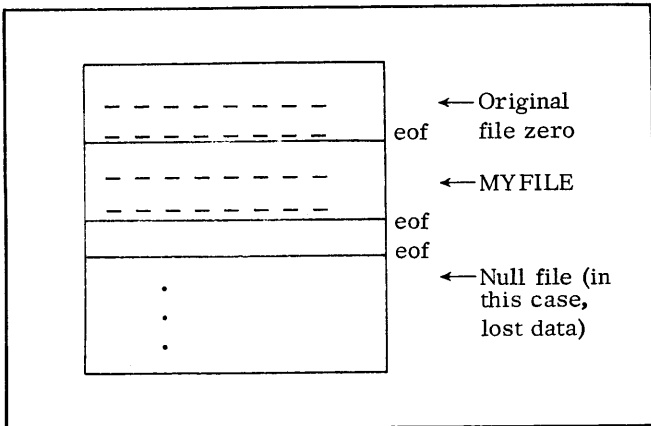 ← Original
file zero
eof
← MYFILE
eof
eof
← Null file (in
this case,
lost data)